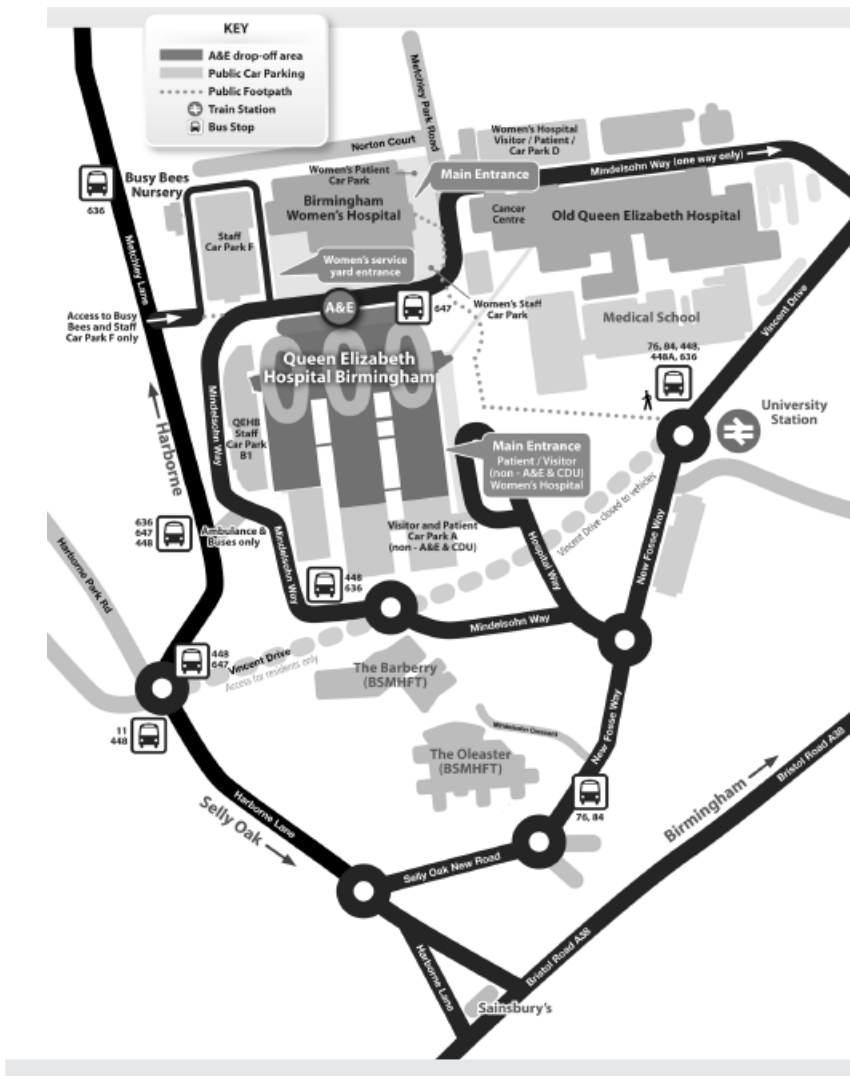 KEY
A&E drop-off area
Public Car Parking
Public Footpath
Train Station
Bus Stop
Metchley Park Road
Norton Court
Women's Hospital
Visitor / Patient /
Car Park D
Mindelsohn Way (one way only)
Women's Patient
Car Park
Main Entrance
Busy Bees
Nursery
636
Birmingham
Women's Hospital
Cancer
Centre
Old Queen Elizabeth Hospital
Staff
Car Park F
Metchley Lane
Women's service
yard entrance
Vincent Drive
Access to Busy
Bees and Staff
Car Park F only
A&E
647
Women's Staff
Car Park
Medical School
76, 84, 448,
448A, 636
Queen Elizabeth
Hospital Birmingham
Mindelsohn Way
University
Station
QEHB
Staff
Car Park
B1
Harborne
Main Entrance
Patient / Visitor
(non - A&E & CDU)
Women's Hospital
Vincent Drive closed to vehicles
636
647
448
Ambulance &
Buses only
Visitor and Patient
Car Park A
(non - A&E & CDU)
Hospital Way
New Fosse Way
Harborne Park Rd
Mindelsohn Way
448
636
Mindelsohn Way
448
647
Vincent Drive
Access for residents only
The Barberry
(BSMHFT)
11
448
Mindelsohn Crescent
New Fosse Way
The Oleaster
(BSMHFT)
76, 84
Birmingham
Bristol Road A38
Selly Oak
Harborne Lane
Selly Oak New Road
Harborne Lane
Bristol Road A38
Sainsbury's